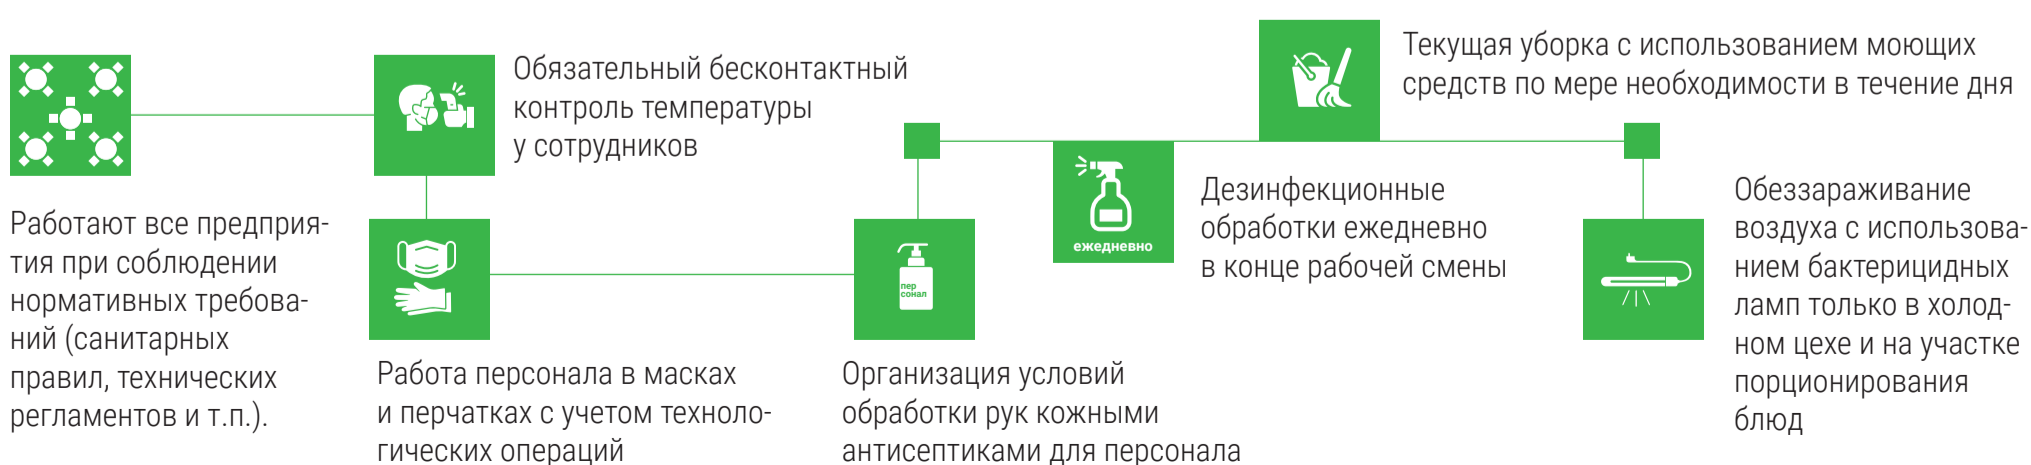 Работают все предприя-
тия при соблюдении
нормативных требова-
ний (санитарных
правил, технических
регламентов и т.п.).
Обязательный бесконтактный
контроль температуры
у сотрудников
Работа персонала в масках
и перчатках с учетом техноло-
гических операций
пер
сонал
Организация условий
обработки рук кожными
антисептиками для персонала
ежедневно
Дезинфекционные
обработки ежедневно
в конце рабочей смены
Текущая уборка с использованием моющих
средств по мере необходимости в течение дня
Обеззараживание
воздуха с использова-
нием бактерицидных
ламп только в холод-
ном цехе и на участке
порционирования
блюд